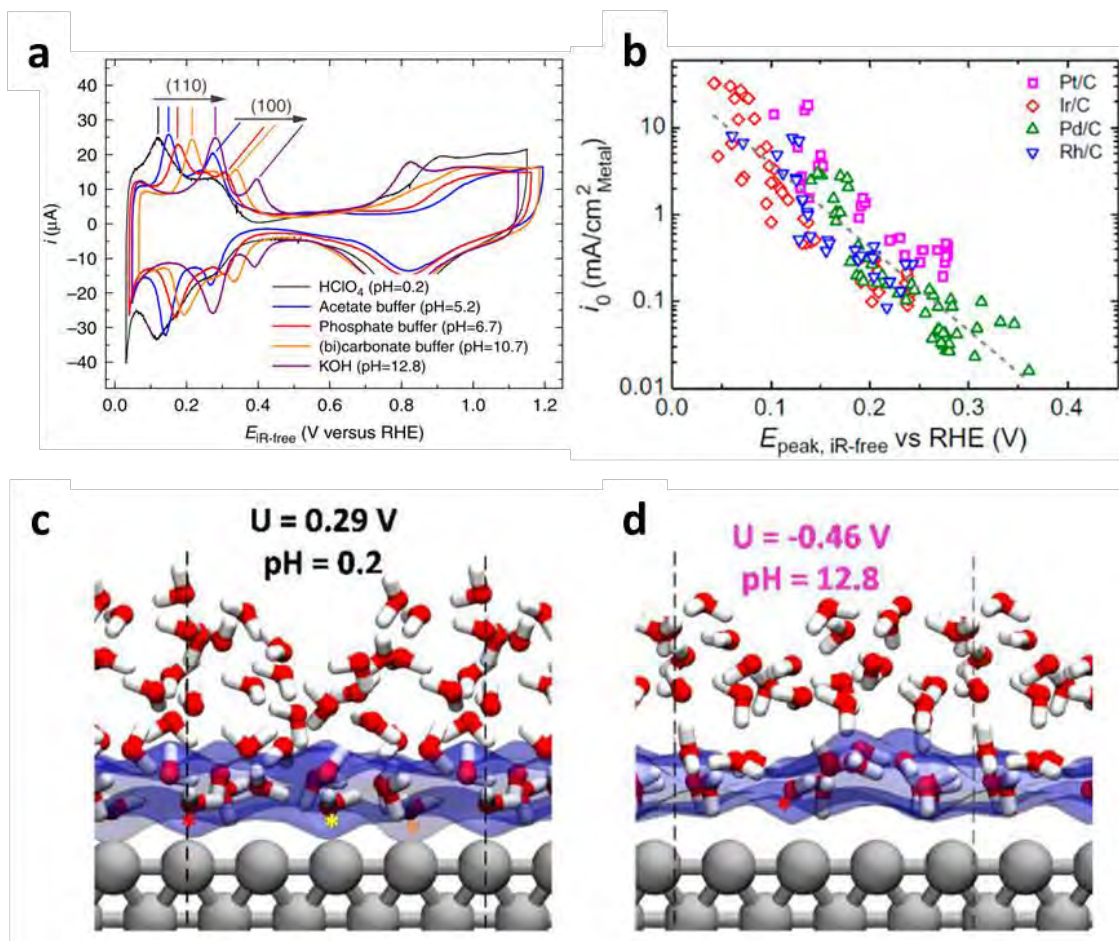 a
(110)
(100)
40
30
20
10
0
−10
−20
−30
−40
i (μA)
HClO₄ (pH=0.2)
Acetate buffer (pH=5.2)
Phosphate buffer (pH=6.7)
(bi)carbonate buffer (pH=10.7)
KOH (pH=12.8)
0.0 0.2 0.4 0.6 0.8 1.0 1.2
E_iR-free (V versus RHE)
b
Pt/C
Ir/C
Pd/C
Rh/C
10
1
0.1
0.01
i₀ (mA/cm²_Metal)
0.0 0.1 0.2 0.3 0.4
E_peak, iR-free vs RHE (V)
c
U = 0.29 V
pH = 0.2
d
U = -0.46 V
pH = 12.8